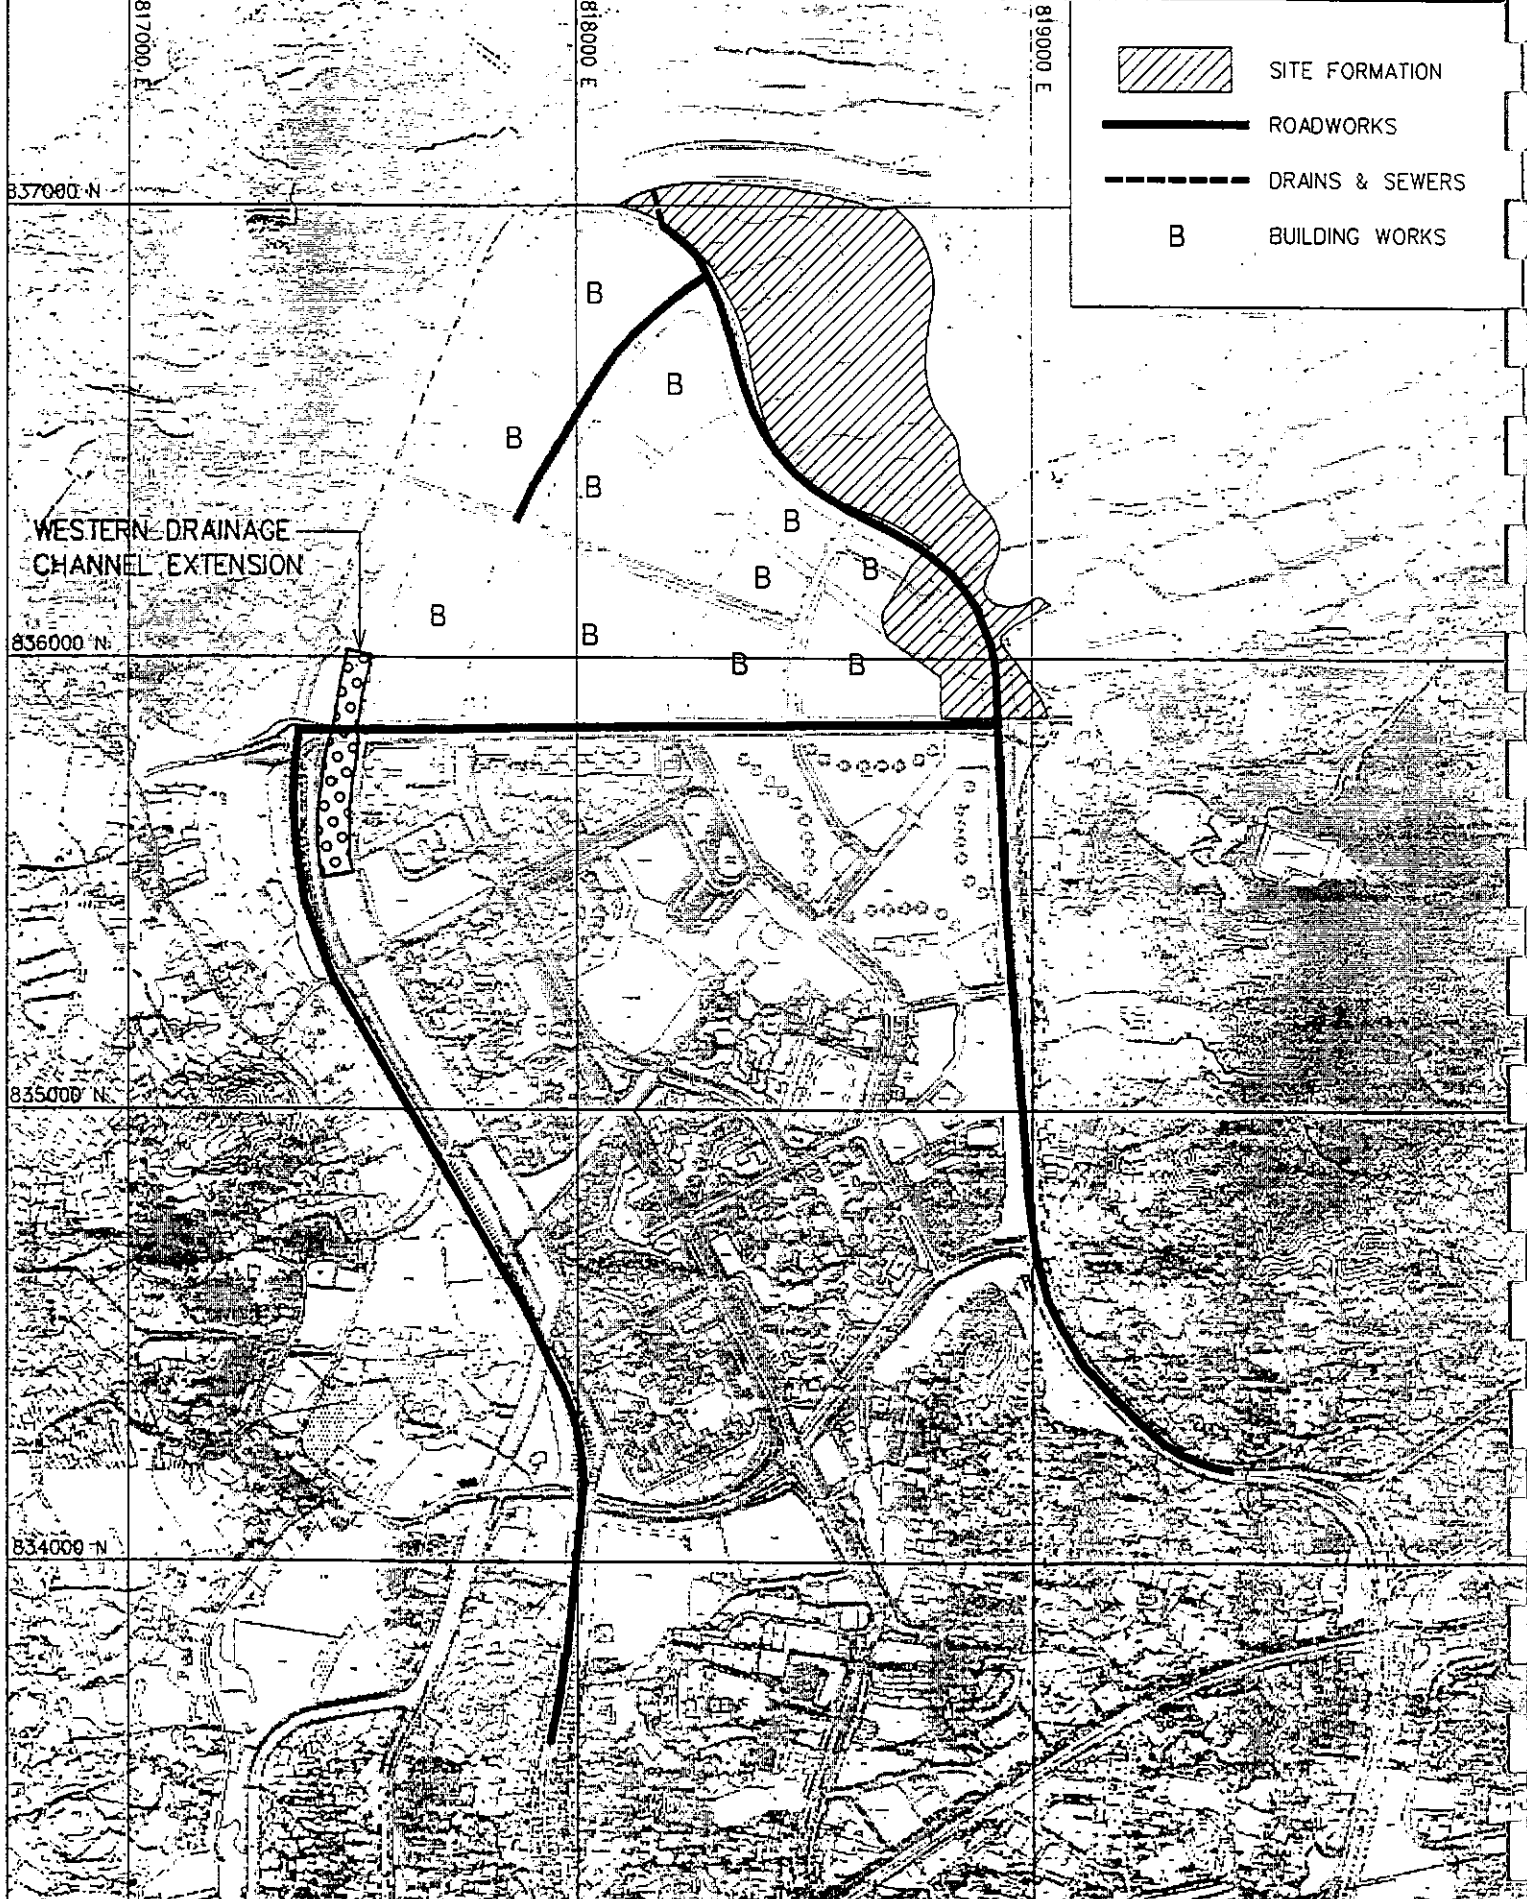 817000 E
818000 E
819000 E
SITE FORMATION
ROADWORKS
DRAINS & SEWERS
B BUILDING WORKS
837000 N
B
B
B
B
B
WESTERN DRAINAGE
CHANNEL EXTENSION
B
B
B
B
836000 N
B
B
835000 N
834000 N